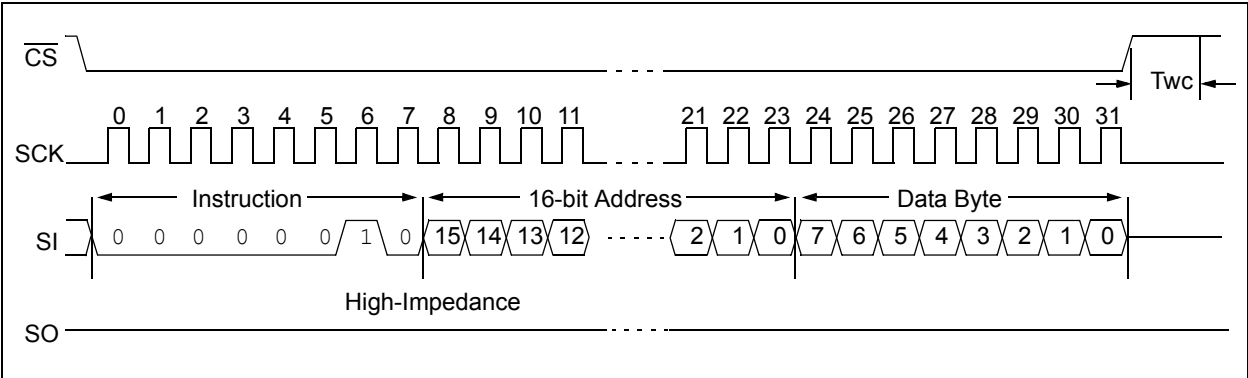 CS
Twc
0 1 2 3 4 5 6 7 8 9 10 11 21 22 23 24 25 26 27 28 29 30 31
SCK
Instruction 16-bit Address Data Byte
SI 0 0 0 0 0 0 1 0 15 14 13 12 2 1 0 7 6 5 4 3 2 1 0
High-Impedance
SO